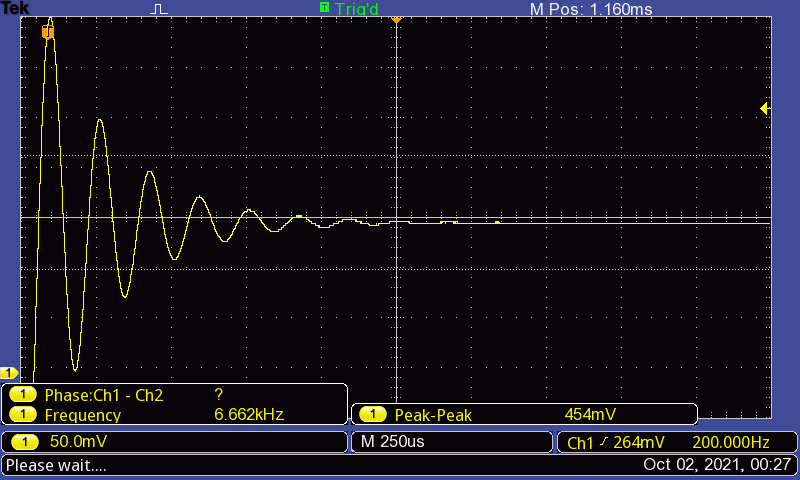 Tek T Trig'd M Pos: 1.160ms
T
1
1 Phase:Ch1 - Ch2 ?
1 Frequency 6.662kHz
1 Peak-Peak 454mV
1 50.0mV M 250us Ch1 264mV 200.000Hz
Please wait.... Oct 02, 2021, 00:27